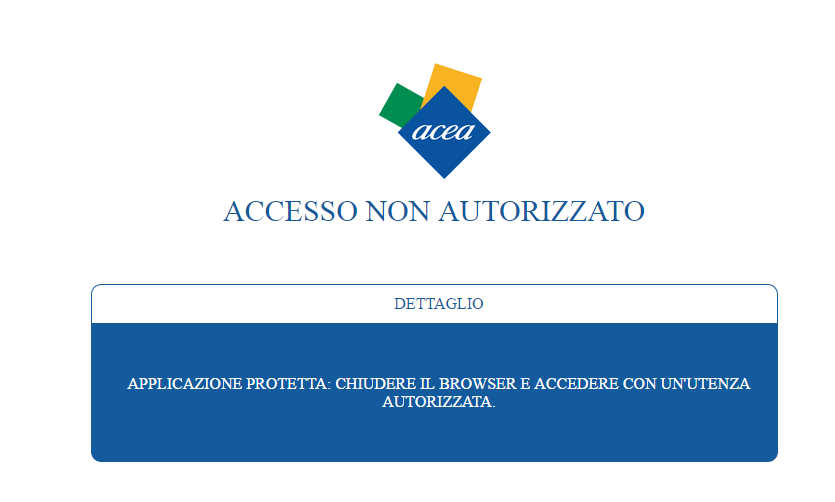 acea
ACCESSO NON AUTORIZZATO
DETTAGLIO
APPLICAZIONE PROTETTA: CHIUDERE IL BROWSER E ACCEDERE CON UN'UTENZA
AUTORIZZATA.